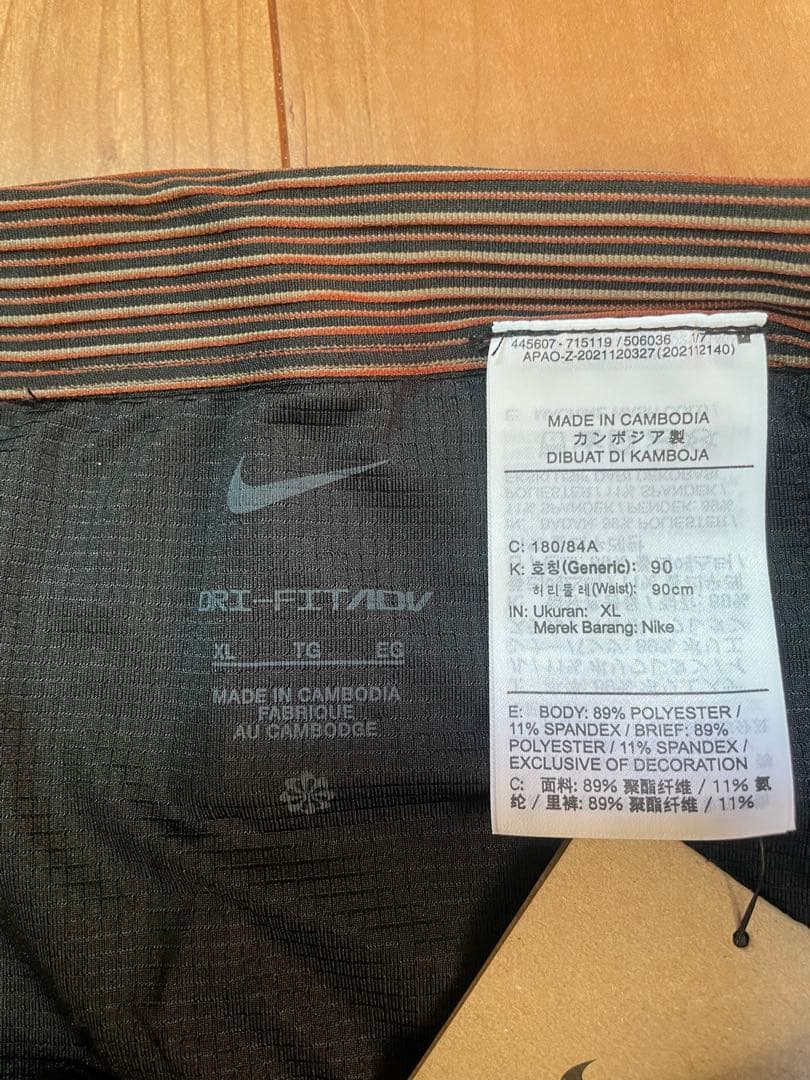 445607-715119 / 506036 1/7
APAO-Z-2021120327(202112140)
MADE IN CAMBODIA
カンボジア製
DIBUAT DI KAMBOJA
C: 180/84A
K: 호칭(Generic): 90
허리둘레(Waist): 90cm
IN: Ukuran: XL
Merek Barang: Nike
E: BODY: 89% POLYESTER /
11% SPANDEX / BRIEF: 89%
POLYESTER / 11% SPANDEX /
EXCLUSIVE OF DECORATION
C: 面料: 89% 聚酯纤维 / 11% 氨
纶 / 里裤: 89% 聚酯纤维 / 11%
DRI-FIT ADV
XL TG EG
MADE IN CAMBODIA
FABRIQUE
AU CAMBODGE